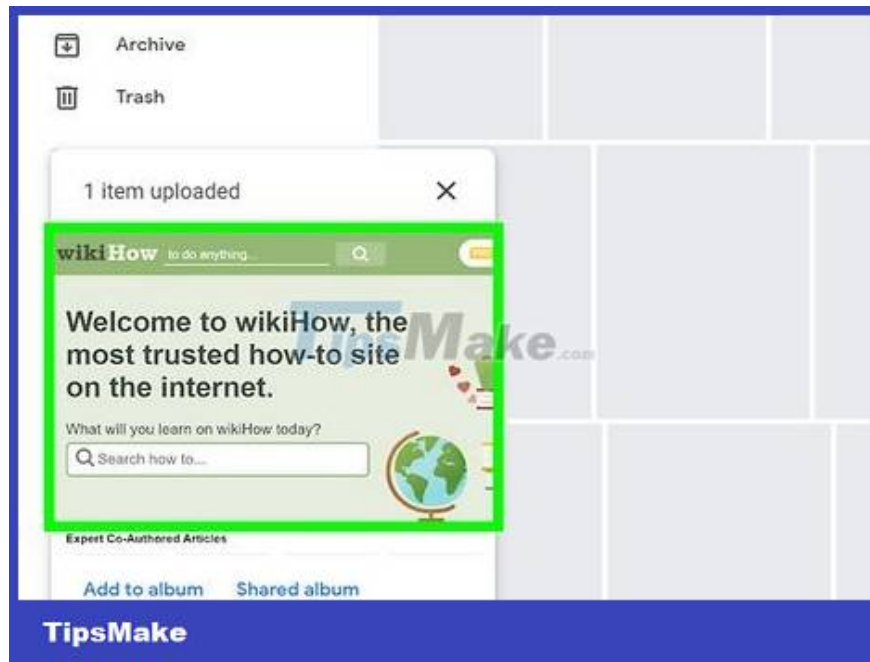 Archive
Trash
1 item uploaded
wikiHow to do anything...
Welcome to wikiHow, the
most trusted how-to site
on the internet.
TipsMake.com
What will you learn on wikiHow today?
Search how to...
Expert Co-Authored Articles
Add to album Shared album
TipsMake